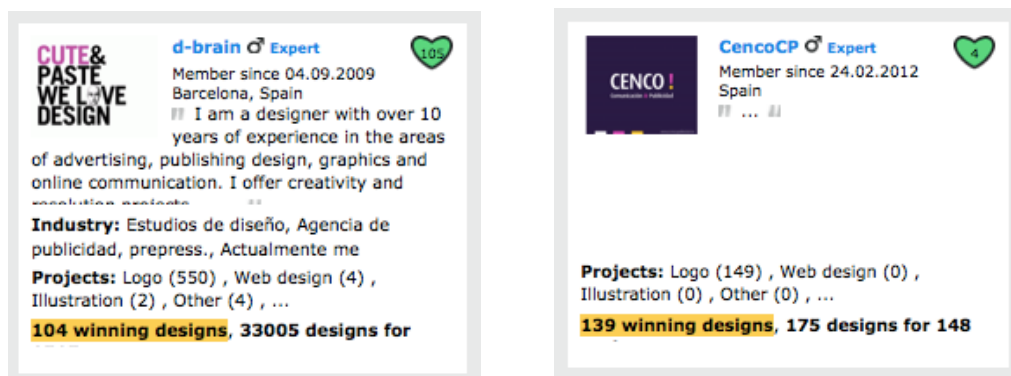 CUTE&
PASTE
WE LOVE
DESIGN
d-brain Expert
105
Member since 04.09.2009
Barcelona, Spain
I am a designer with over 10
years of experience in the areas
of advertising, publishing design, graphics and
online communication. I offer creativity and
resolution projects
Industry: Estudios de diseño, Agencia de
publicidad, prepress., Actualmente me
Projects: Logo (550) , Web design (4) ,
Illustration (2) , Other (4) , ...
104 winning designs, 33005 designs for
CENCO!
Comunicación & Publicidad
CencoCP Expert
4
Member since 24.02.2012
Spain
" ... "
Projects: Logo (149) , Web design (0) ,
Illustration (0) , Other (0) , ...
139 winning designs, 175 designs for 148